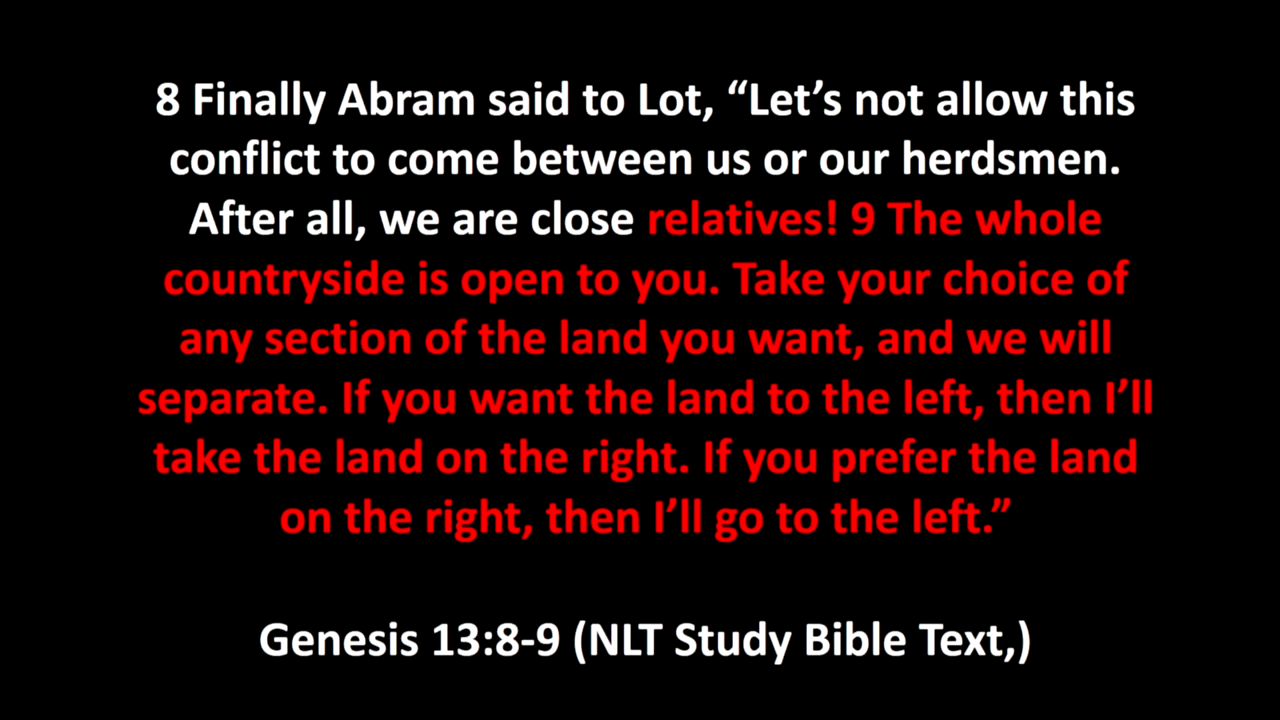 8 Finally Abram said to Lot, “Let’s not allow this
conflict to come between us or our herdsmen.
After all, we are close relatives! 9 The whole
countryside is open to you. Take your choice of
any section of the land you want, and we will
separate. If you want the land to the left, then I’ll
take the land on the right. If you prefer the land
on the right, then I’ll go to the left.”
Genesis 13:8-9 (NLT Study Bible Text,)